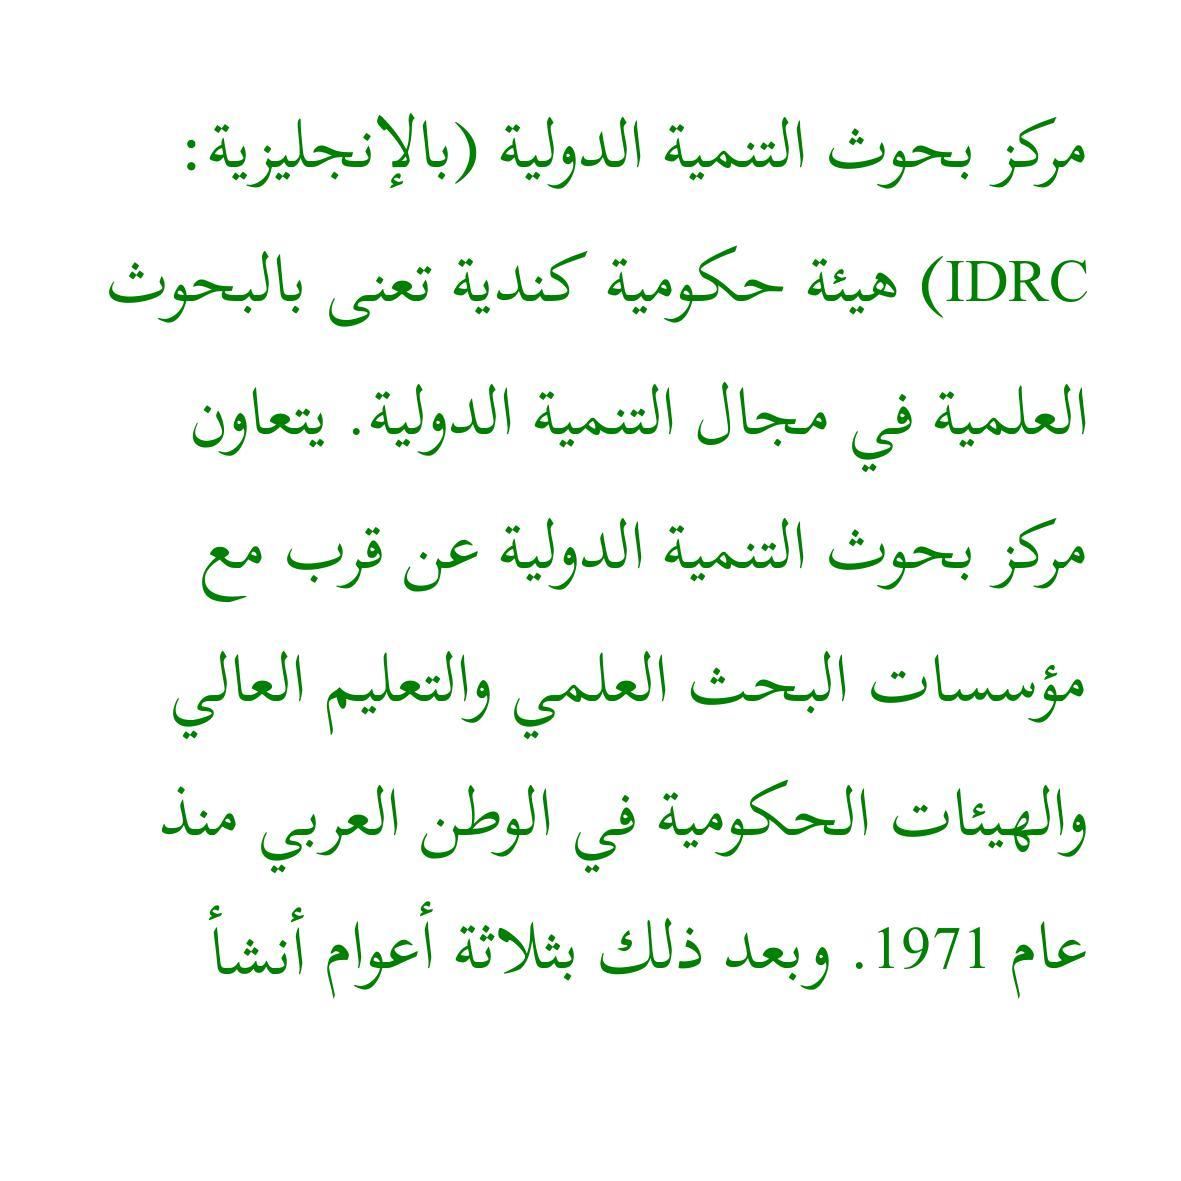 مركز بحوث التنمية الدولية (بالإنجليزية:
IDRC) هيئة حكومية كندية تعنى بالبحوث
العلمية في مجال التنمية الدولية. يتعاون
مركز بحوث التنمية الدولية عن قرب مع
مؤسسات البحث العلمي والتعليم العالي
والهيئات الحكومية في الوطن العربي منذ
عام 1971. وبعد ذلك بثلاثة أعوام أنشأ